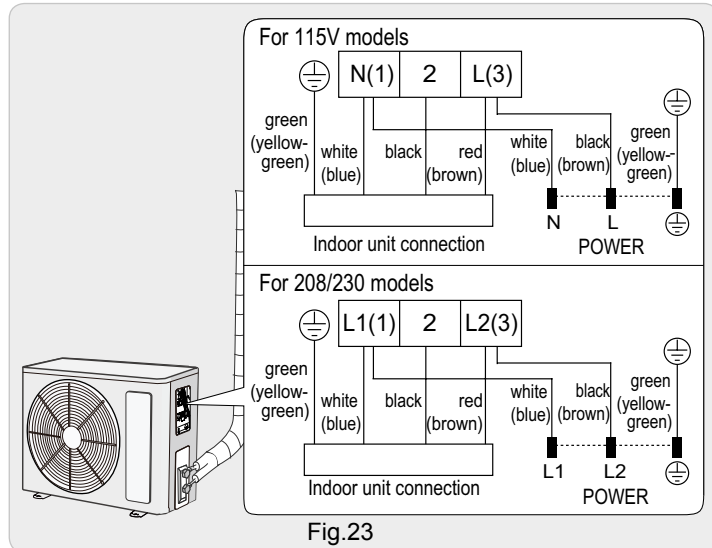 For 115V models
N(1) 2 L(3)
green
(yellow-
green)
white
(blue)
black
red
(brown)
white
(blue)
black
(brown)
green
(yellow--
green)
N L
Indoor unit connection
POWER
For 208/230 models
L1(1) 2 L2(3)
green
(yellow-
green)
white
(blue)
black
red
(brown)
white
(blue)
black
(brown)
green
(yellow-
green)
L1 L2
Indoor unit connection
POWER
Fig.23